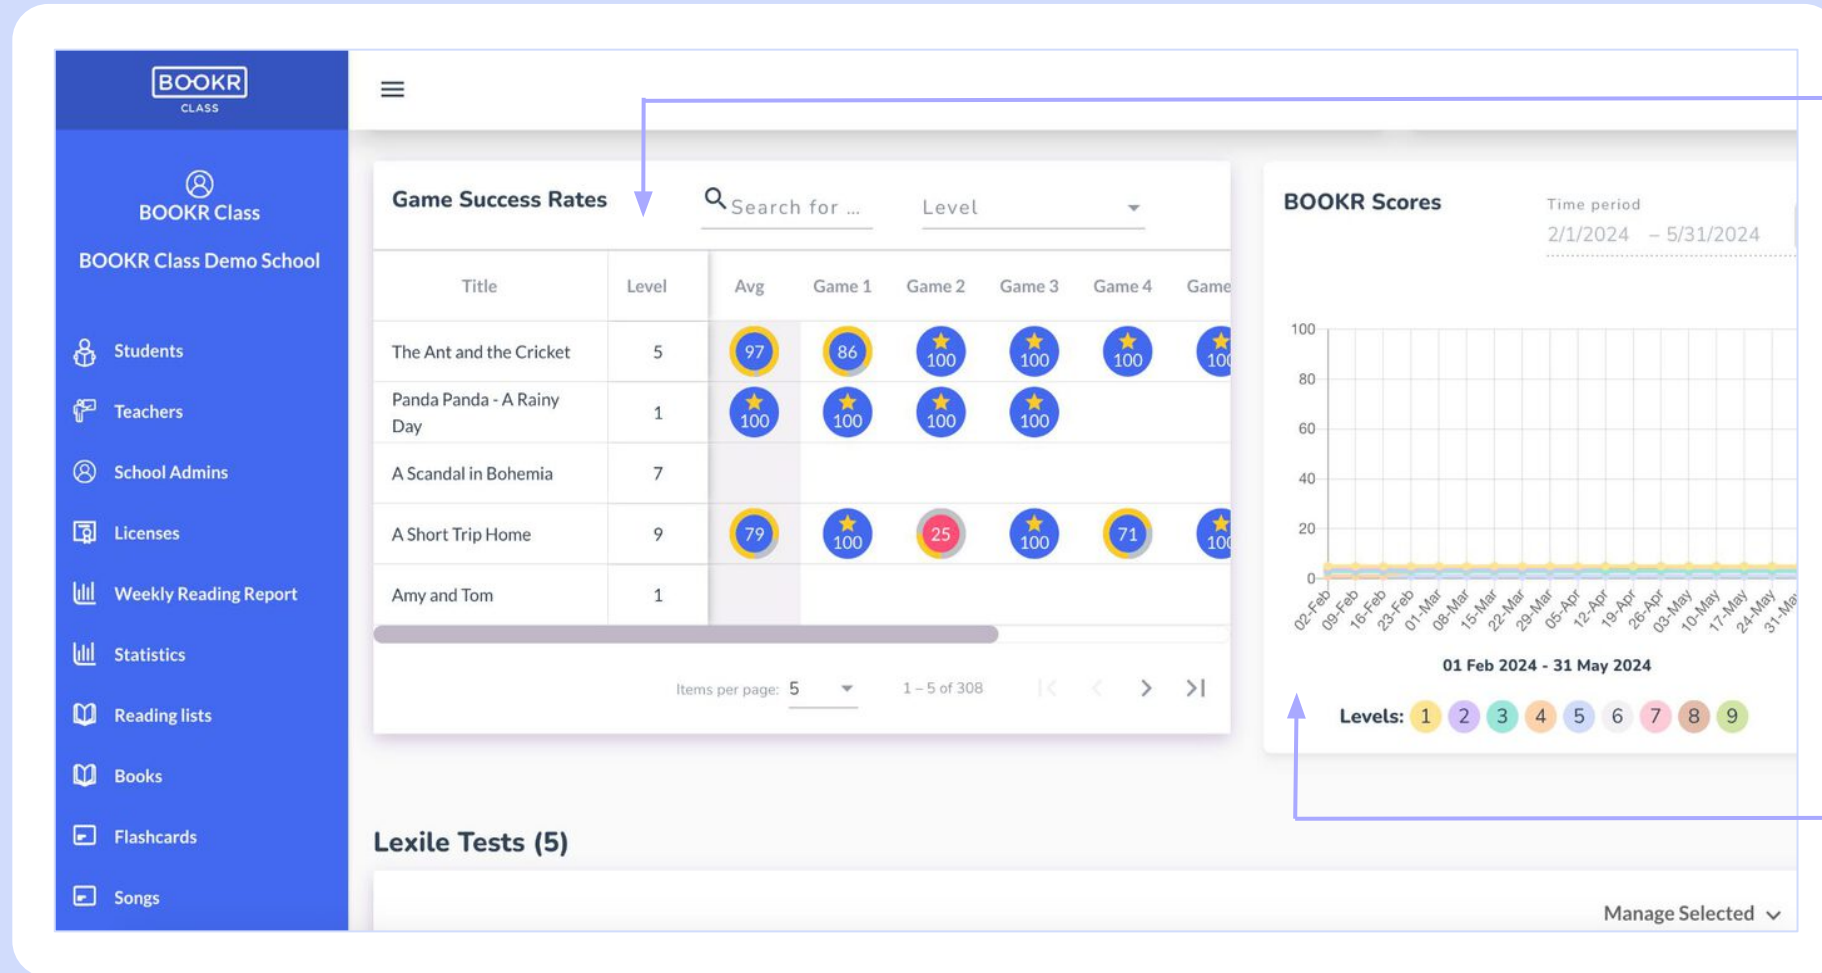 BOOKR
CLASS
BOOKR Class
BOOKR Class Demo School
Students
Teachers
School Admins
Licenses
Weekly Reading Report
Statistics
Reading lists
Books
Flashcards
Songs
Game Success Rates
Search for ...
Level
Title Level Avg Game 1 Game 2 Game 3 Game 4 Game
The Ant and the Cricket 5 97 86 100 100 100 100
Panda Panda - A Rainy
Day 1 100 100 100 100
A Scandal in Bohemia 7
A Short Trip Home 9 79 100 25 100 71 100
Amy and Tom 1
Items per page: 5 1 – 5 of 308
BOOKR Scores
Time period
2/1/2024 – 5/31/2024
100
80
60
40
20
0
02-Feb 09-Feb 16-Feb 23-Feb 01-Mar 08-Mar 15-Mar 22-Mar 29-Mar 05-Apr 12-Apr 19-Apr 26-Apr 03-May 10-May 17-May 24-May 31-May
01 Feb 2024 - 31 May 2024
Levels: 1 2 3 4 5 6 7 8 9
Lexile Tests (5)
Manage Selected